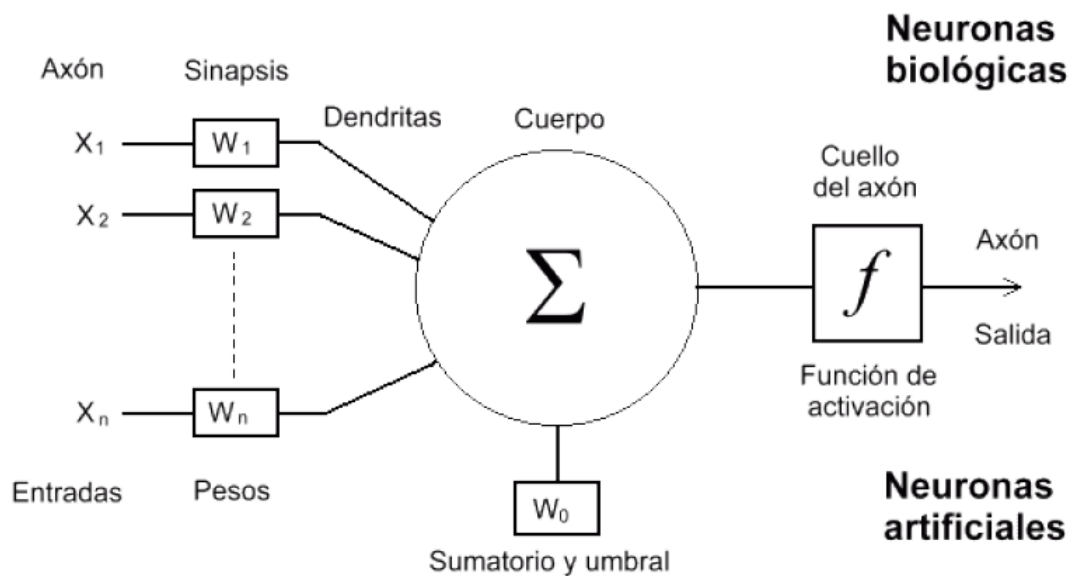 Neuronas
biológicas
Axón
Sinapsis
Dendritas
Cuerpo
Cuello
del axón
X₁
W₁
X₂
W₂
Σ
f
Axón
Salida
Función de
activación
Xₙ
Wₙ
Entradas
Pesos
W₀
Sumatorio y umbral
Neuronas
artificiales